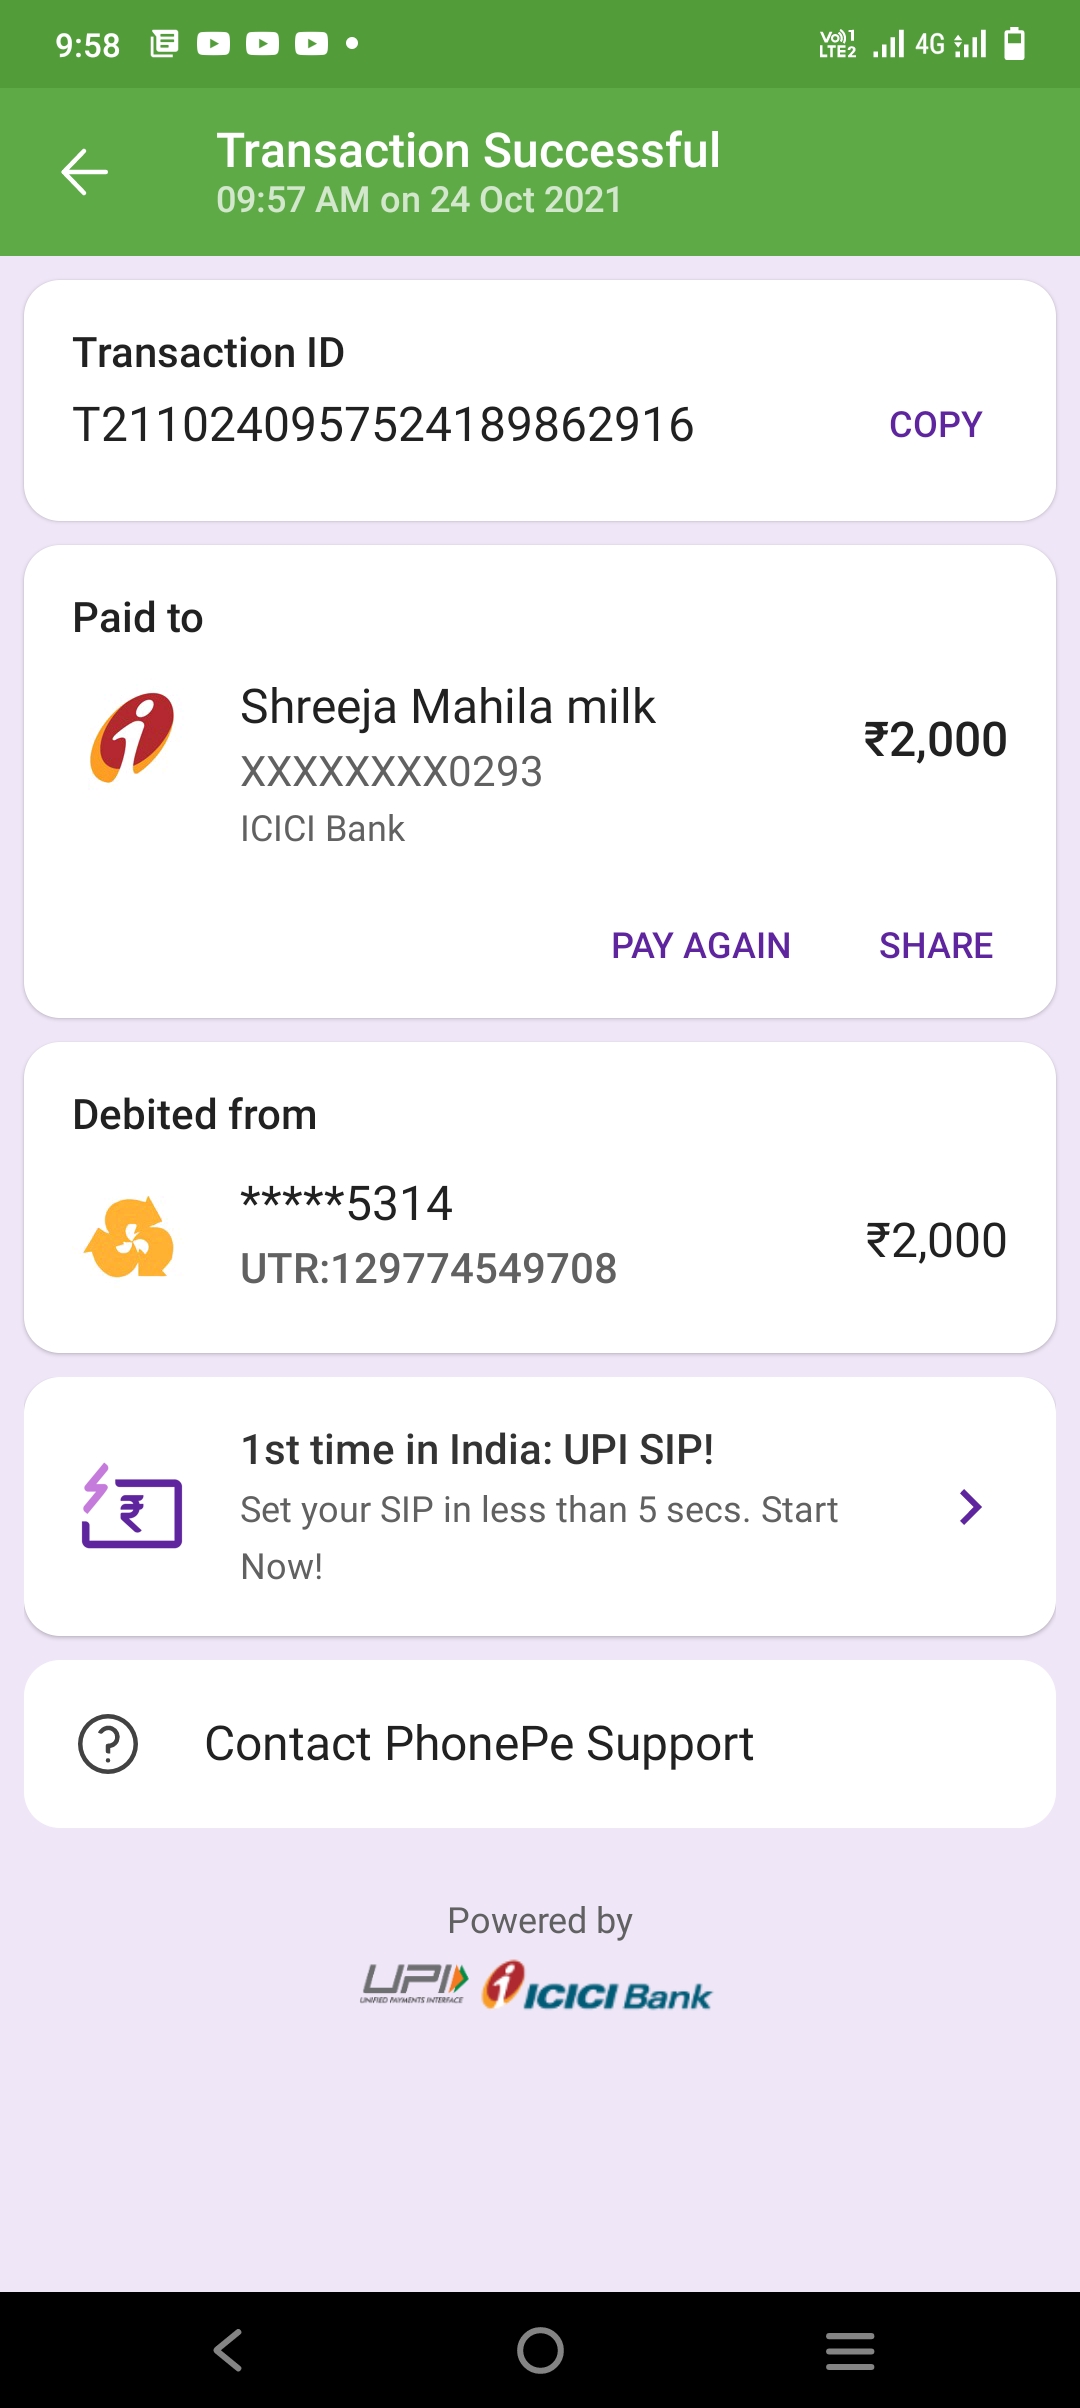 9:58
Vo)) 1
LTE2
4G
Transaction Successful
09:57 AM on 24 Oct 2021
Transaction ID
T2110240957524189862916
COPY
Paid to
Shreeja Mahila milk
₹2,000
XXXXXXXX0293
ICICI Bank
PAY AGAIN
SHARE
Debited from
*****5314
₹2,000
UTR:129774549708
1st time in India: UPI SIP!
Set your SIP in less than 5 secs. Start
Now!
Contact PhonePe Support
Powered by
UPI
UNIFIED PAYMENTS INTERFACE
ICICI Bank